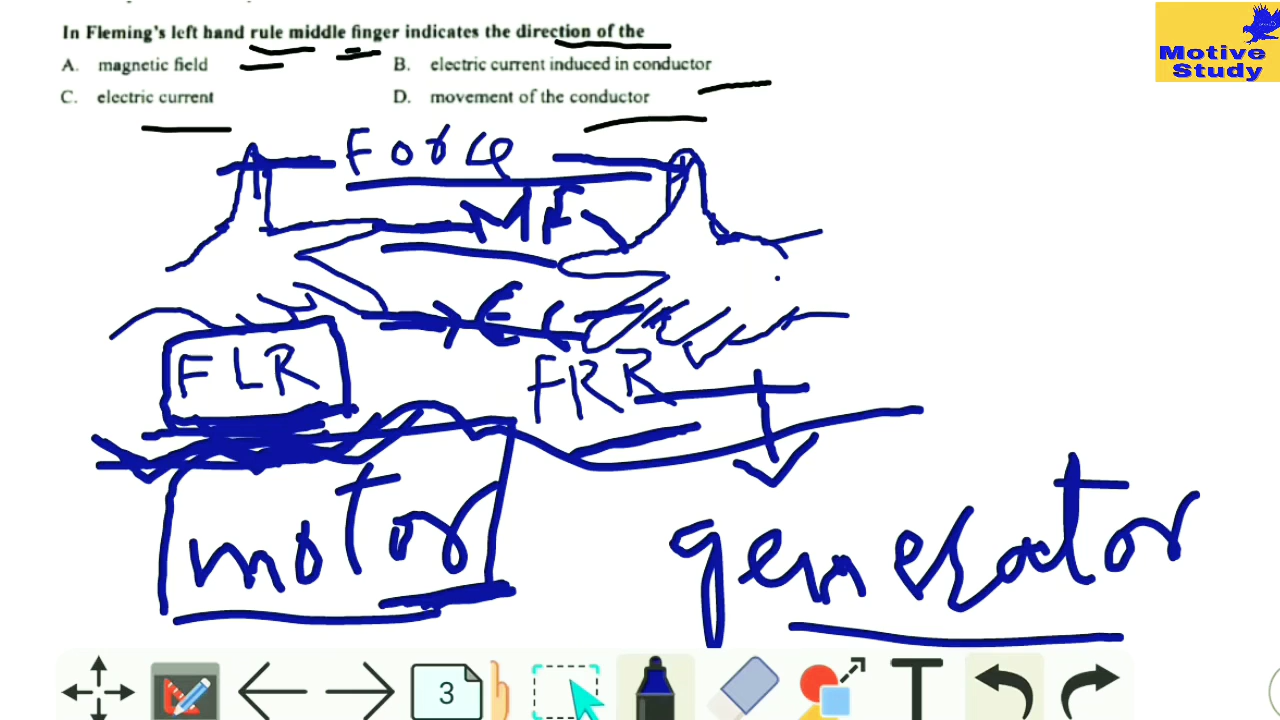 In Fleming's left hand rule middle finger indicates the direction of the
A. magnetic field B. electric current induced in conductor
C. electric current D. movement of the conductor
Motive
Study
Force
MF
EC
FLR FRR
motor generator
3
T